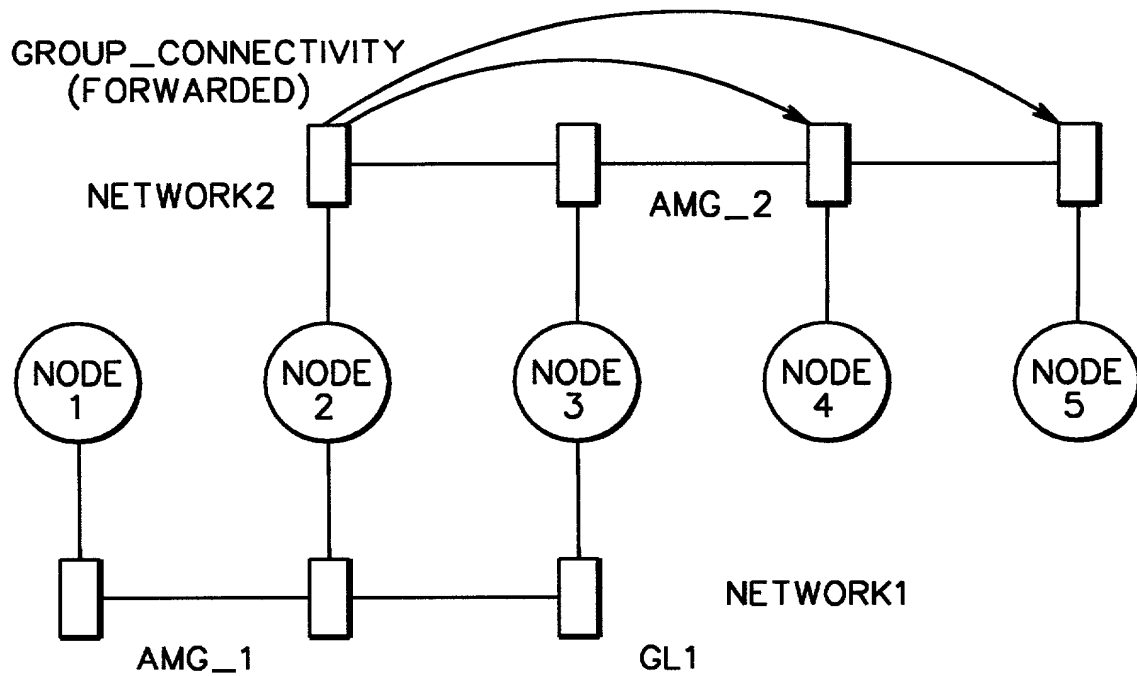 GROUP_CONNECTIVITY
(FORWARDED)
NETWORK2
AMG_2
NODE
1
NODE
2
NODE
3
NODE
4
NODE
5
NETWORK1
AMG_1
GL1